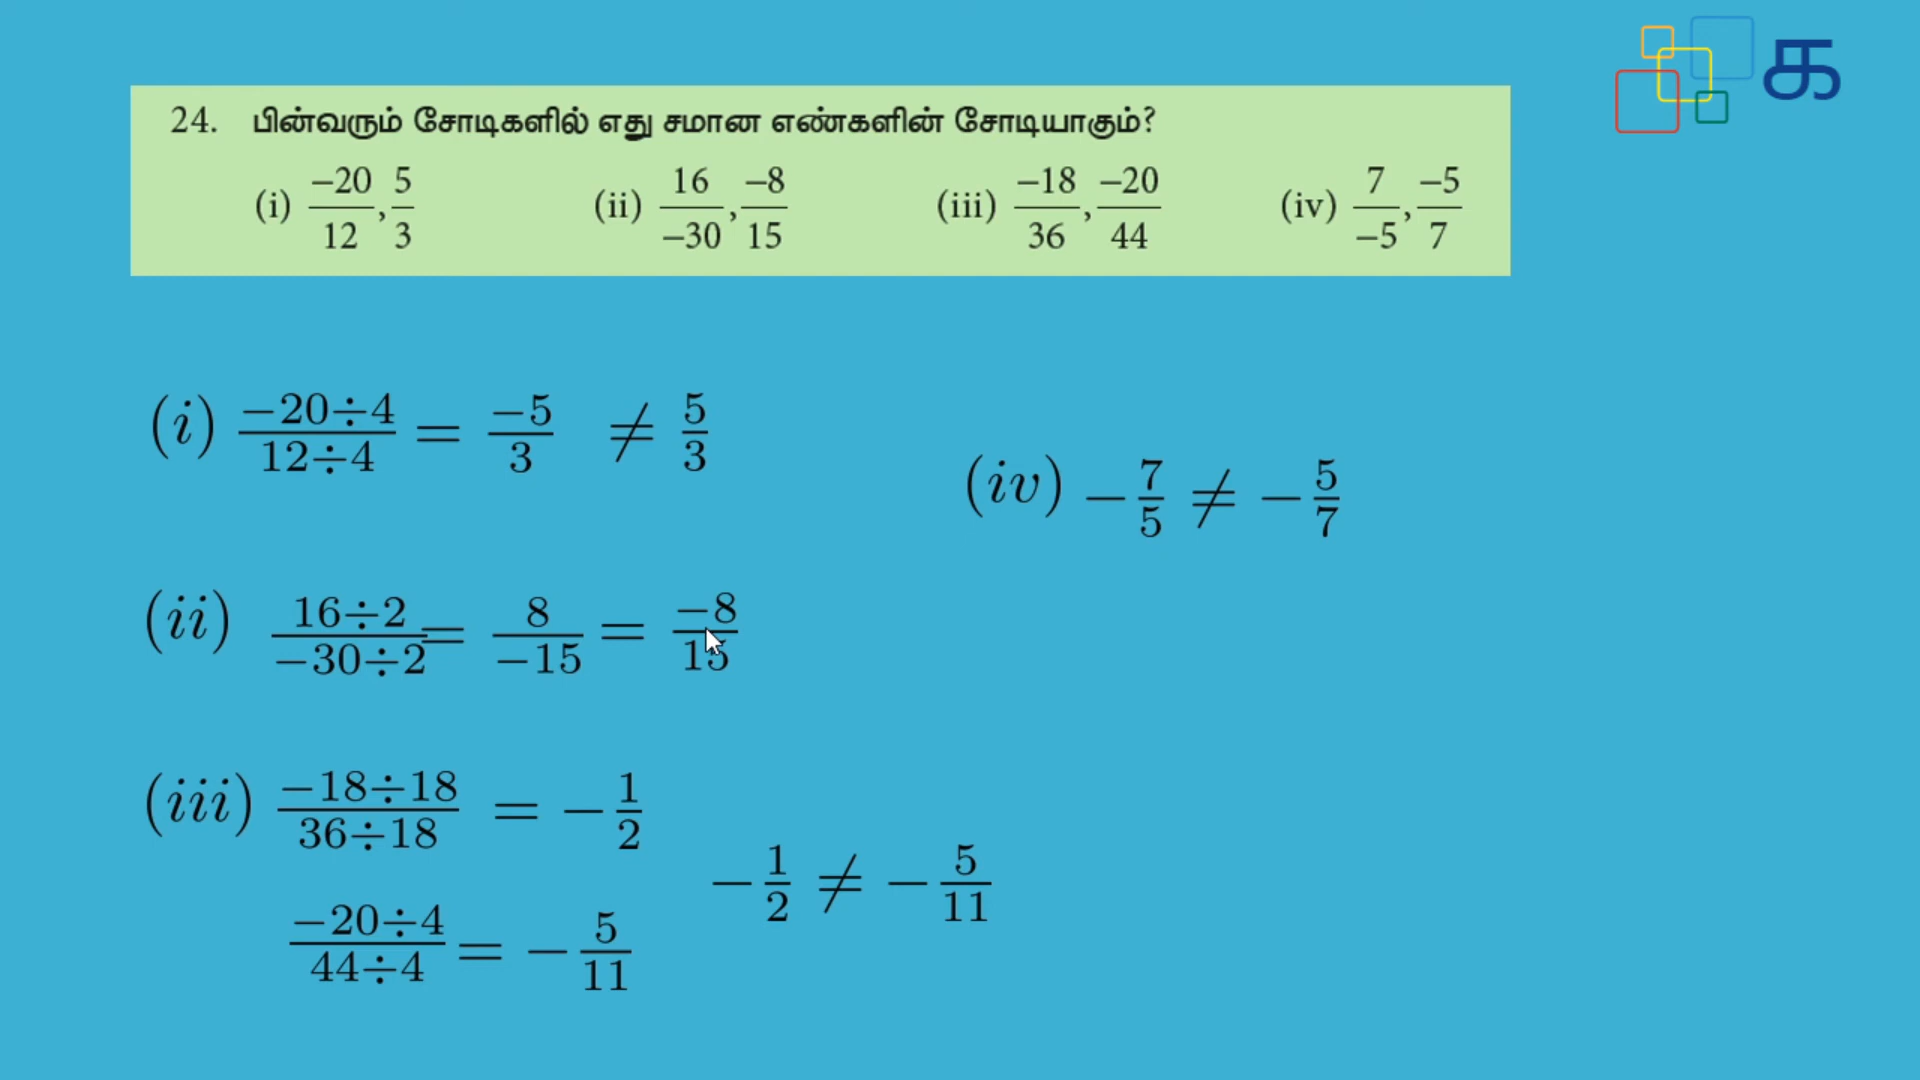 க
24. பின்வரும் சோடிகளில் எது சமான எண்களின் சோடியாகும்?
(i) −20/12, 5/3 (ii) 16/−30, −8/15 (iii) −18/36, −20/44 (iv) 7/−5, −5/7
(i) −20÷4/12÷4 = −5/3 ≠ 5/3
(iv) −7/5 ≠ −5/7
(ii) 16÷2/−30÷2 = 8/−15 = −8/15
(iii) −18÷18/36÷18 = −1/2
−1/2 ≠ −5/11
−20÷4/44÷4 = −5/11